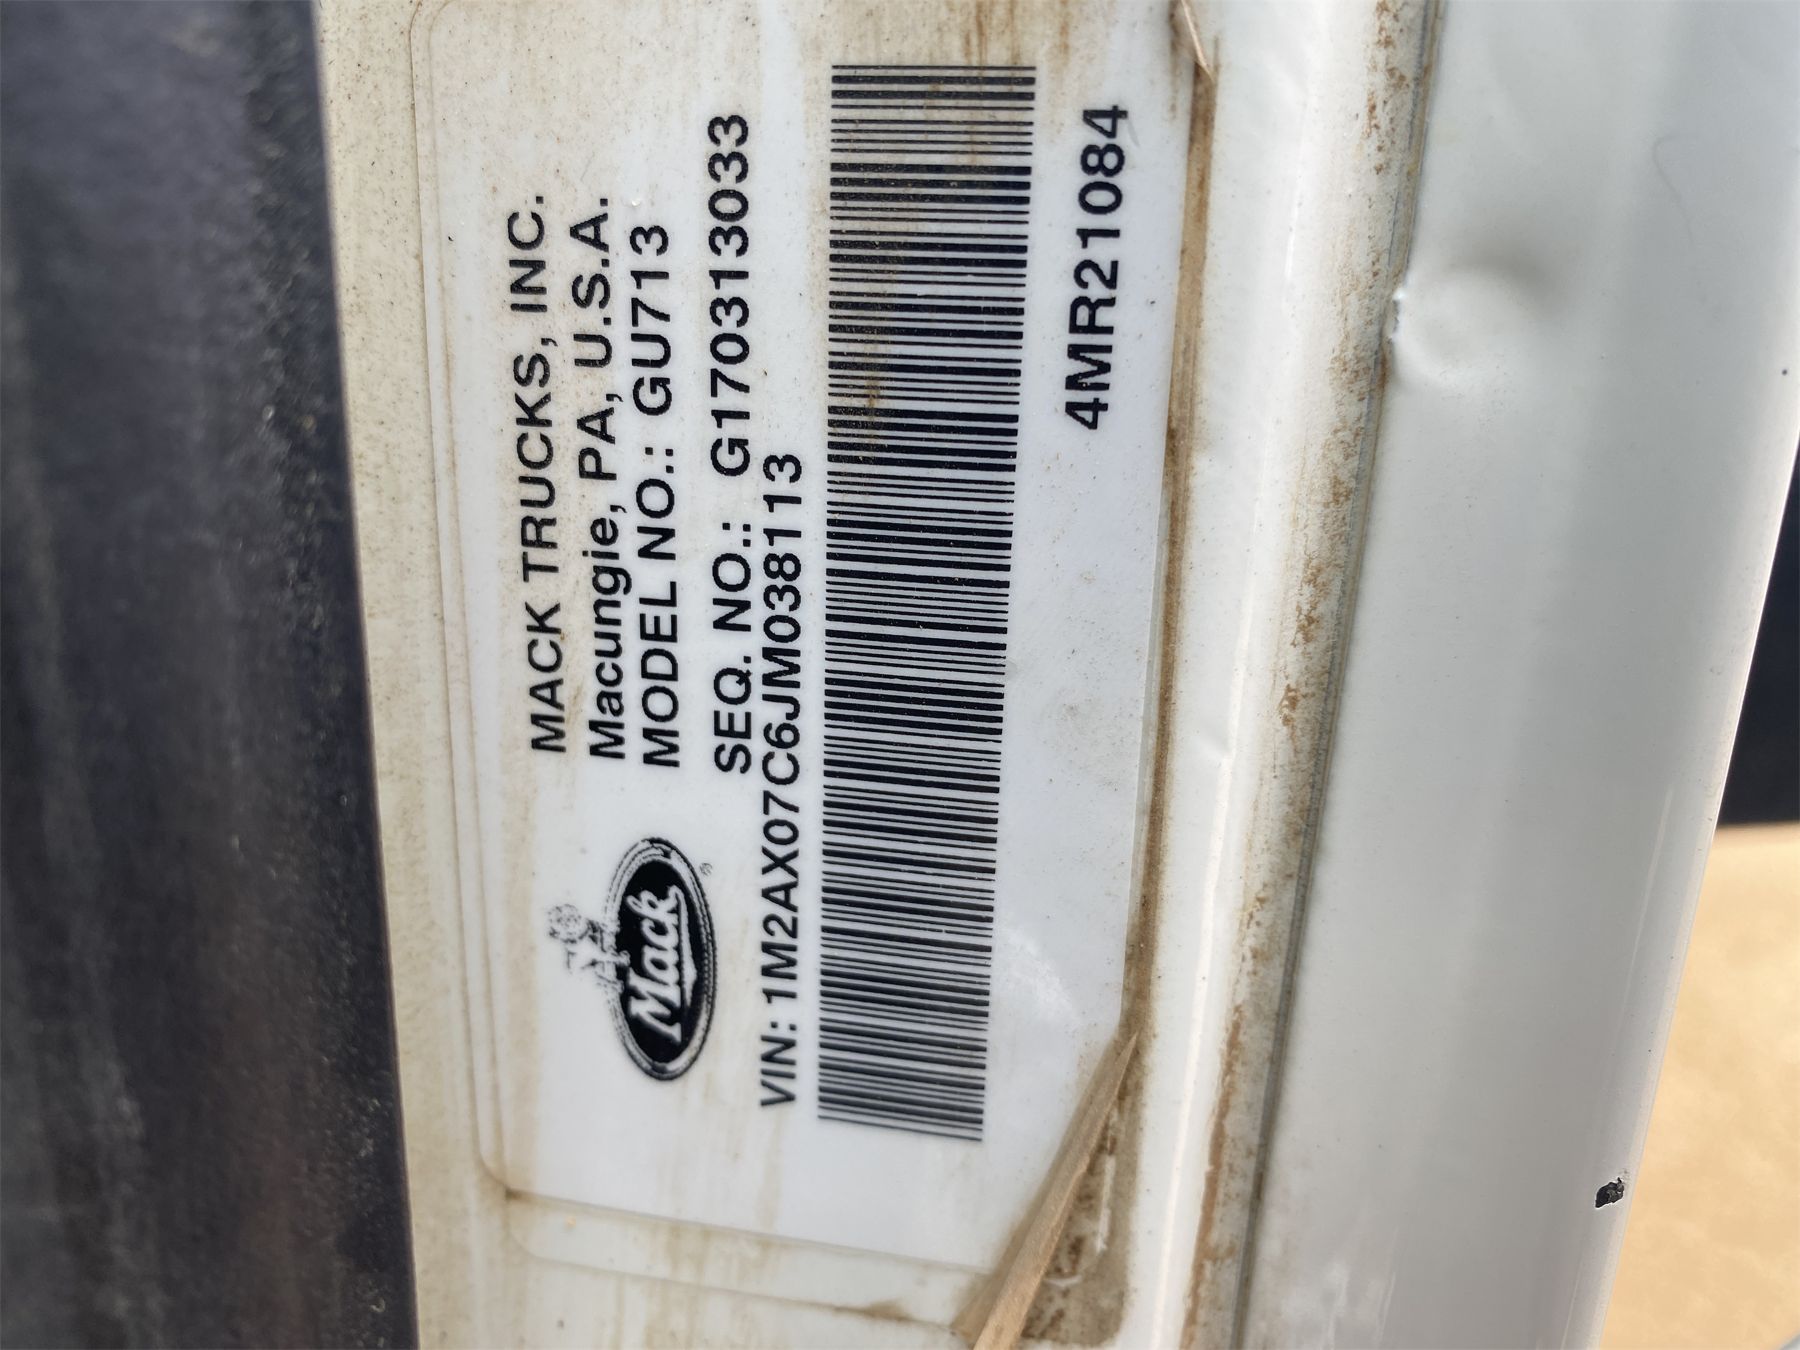 MACK TRUCKS, INC.
Macungie, PA, U.S.A.
MODEL NO.: GU713
SEQ. NO.: G170313033
VIN: 1M2AX07C6JM038113
4MR21084
Mack®